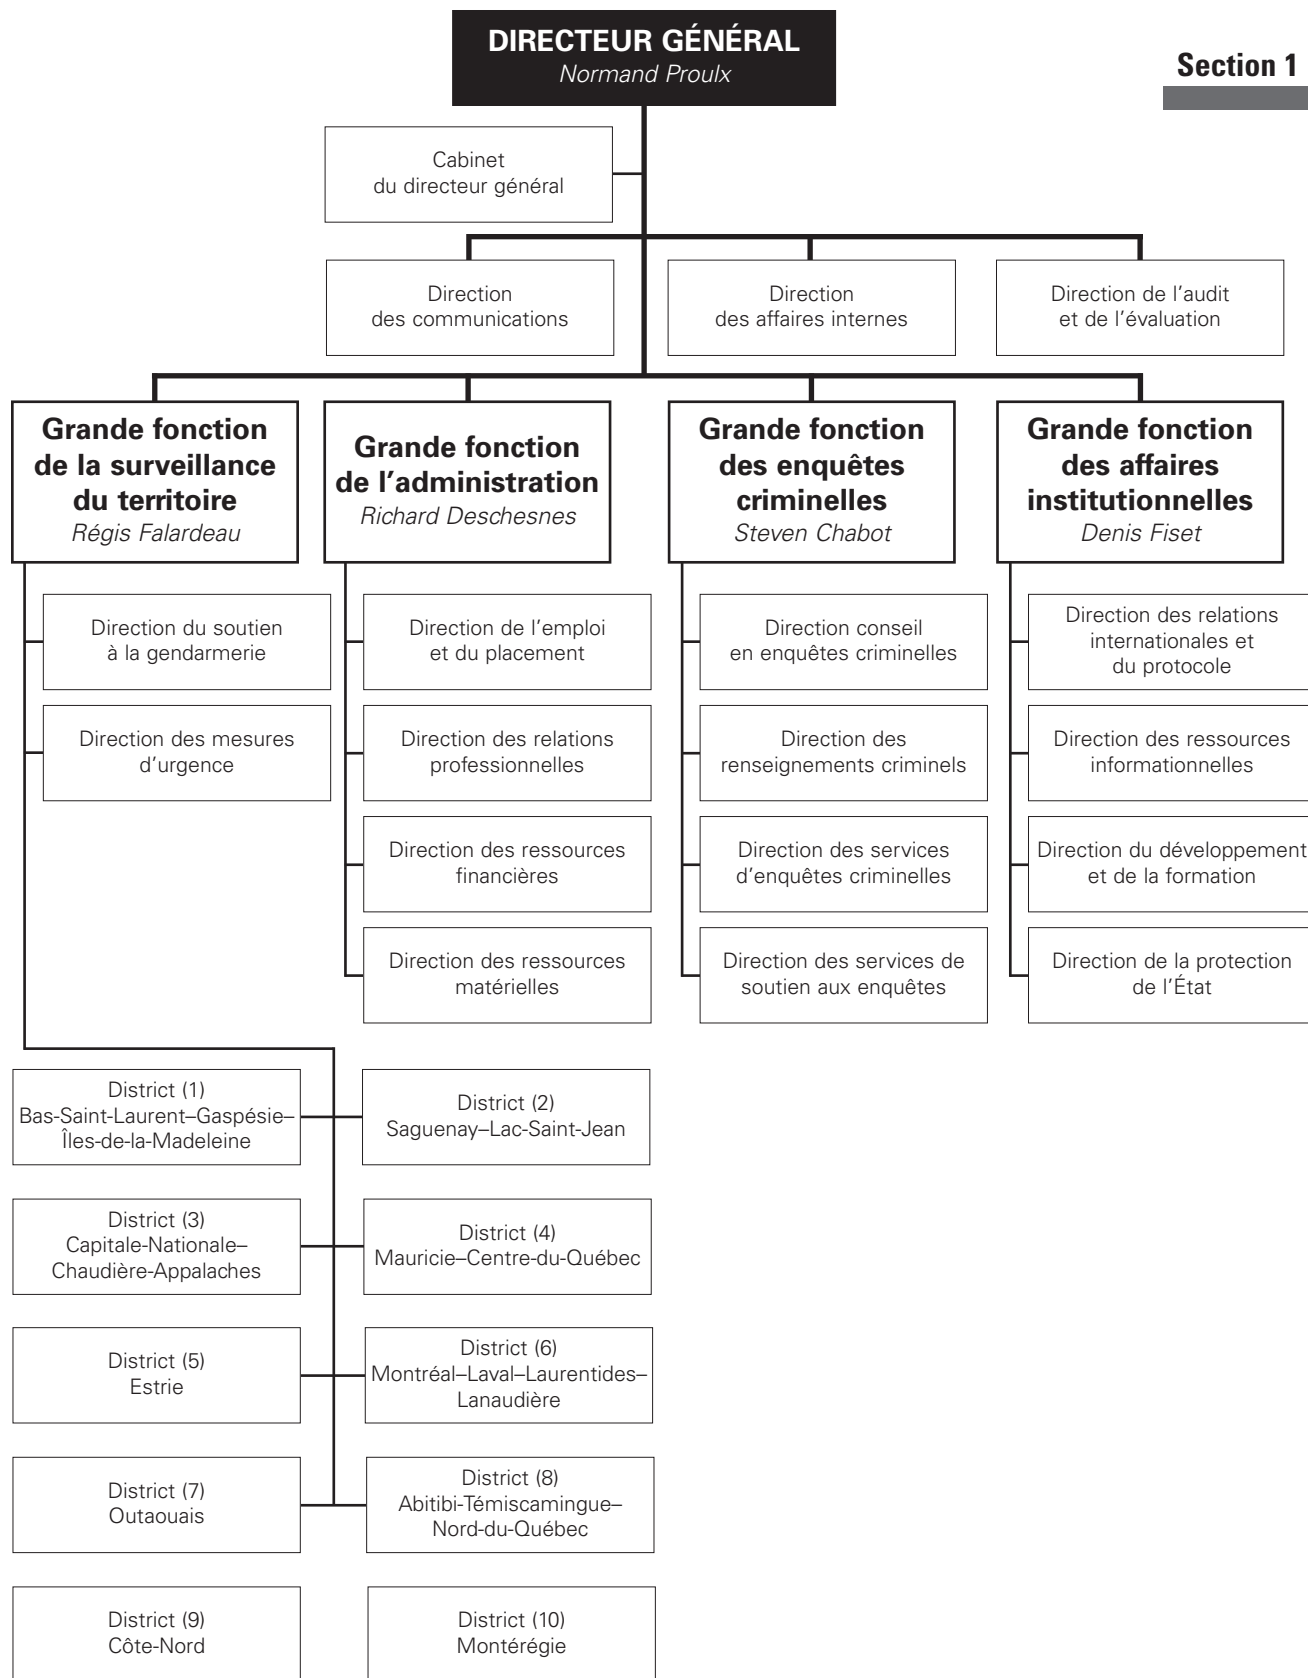 DIRECTEUR GÉNÉRAL
Normand Proulx
Section 1
Cabinet
du directeur général
Direction
des communications
Direction
des affaires internes
Direction de l'audit
et de l'évaluation
Grande fonction
de la surveillance
du territoire
Régis Falardeau
Grande fonction
de l'administration
Richard Deschesnes
Grande fonction
des enquêtes
criminelles
Steven Chabot
Grande fonction
des affaires
institutionnelles
Denis Fiset
Direction du soutien
à la gendarmerie
Direction des mesures
d'urgence
Direction de l'emploi
et du placement
Direction des relations
professionnelles
Direction des ressources
financières
Direction des ressources
matérielles
Direction conseil
en enquêtes criminelles
Direction des
renseignements criminels
Direction des services
d'enquêtes criminelles
Direction des services de
soutien aux enquêtes
Direction des relations
internationales et
du protocole
Direction des ressources
informationnelles
Direction du développement
et de la formation
Direction de la protection
de l'État
District (1)
Bas-Saint-Laurent–Gaspésie–
Îles-de-la-Madeleine
District (2)
Saguenay–Lac-Saint-Jean
District (3)
Capitale-Nationale–
Chaudière-Appalaches
District (4)
Mauricie–Centre-du-Québec
District (5)
Estrie
District (6)
Montréal–Laval–Laurentides–
Lanaudière
District (7)
Outaouais
District (8)
Abitibi-Témiscamingue–
Nord-du-Québec
District (9)
Côte-Nord
District (10)
Montérégie